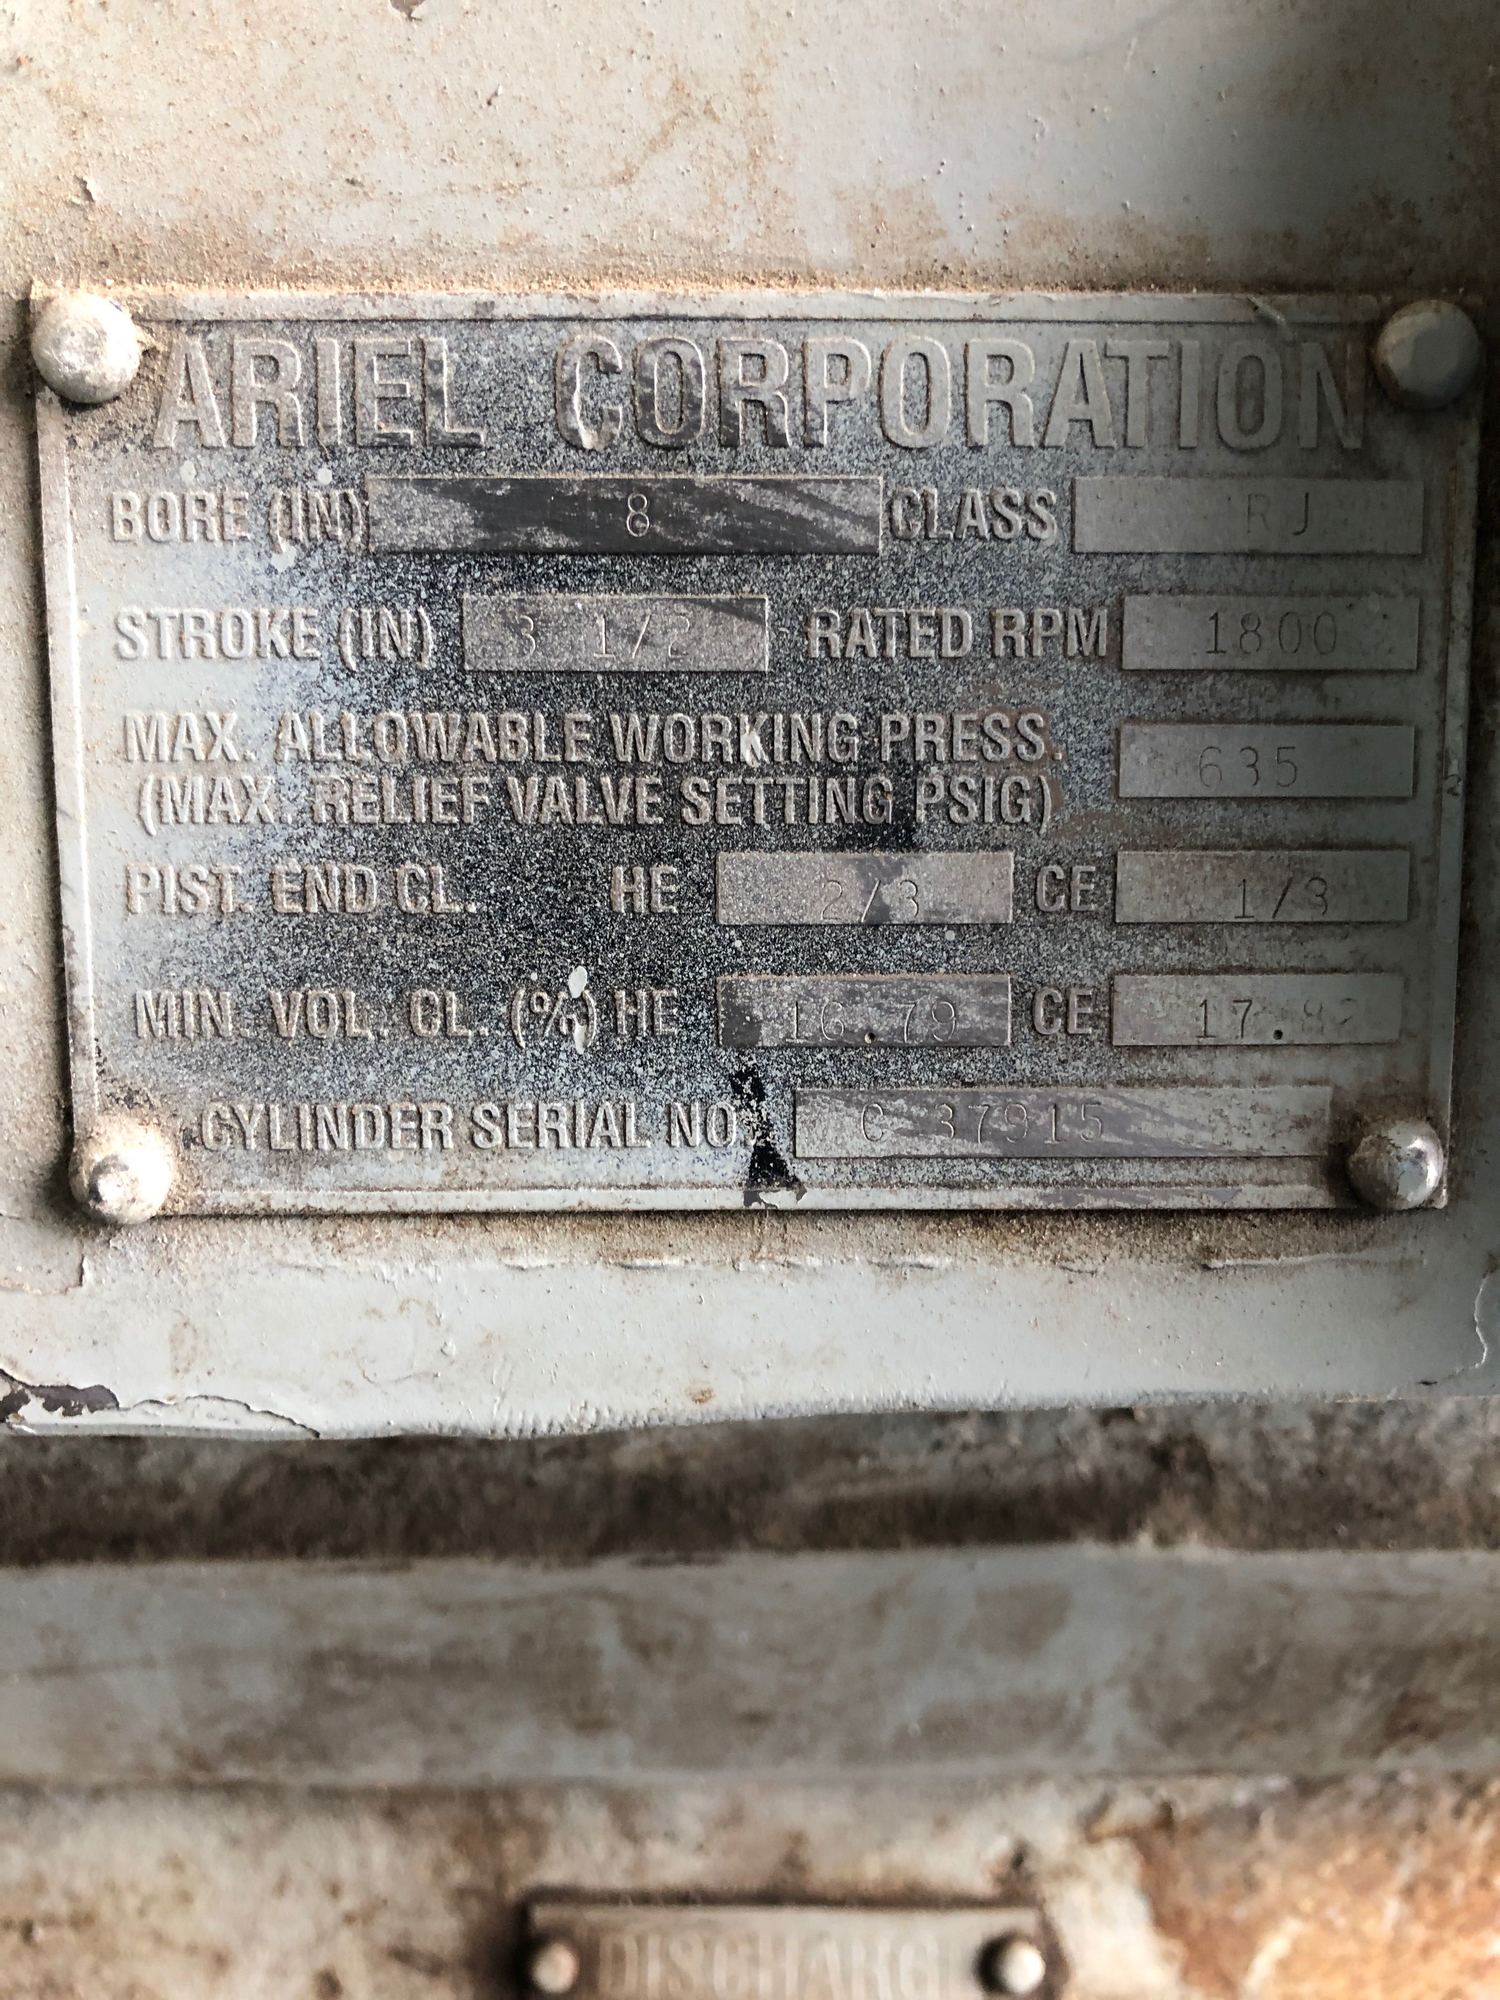 ARIEL CORPORATION
BORE (IN) 8 CLASS RJ
STROKE (IN) 3 1/2 RATED RPM 1800
MAX. ALLOWABLE WORKING PRESS.
(MAX. RELIEF VALVE SETTING PSIG) 635
PIST. END CL. HE 2/3 CE 1/3
MIN. VOL. CL. (%) HE 16.79 CE
CYLINDER SERIAL NO. C 37915
DISCHARGE